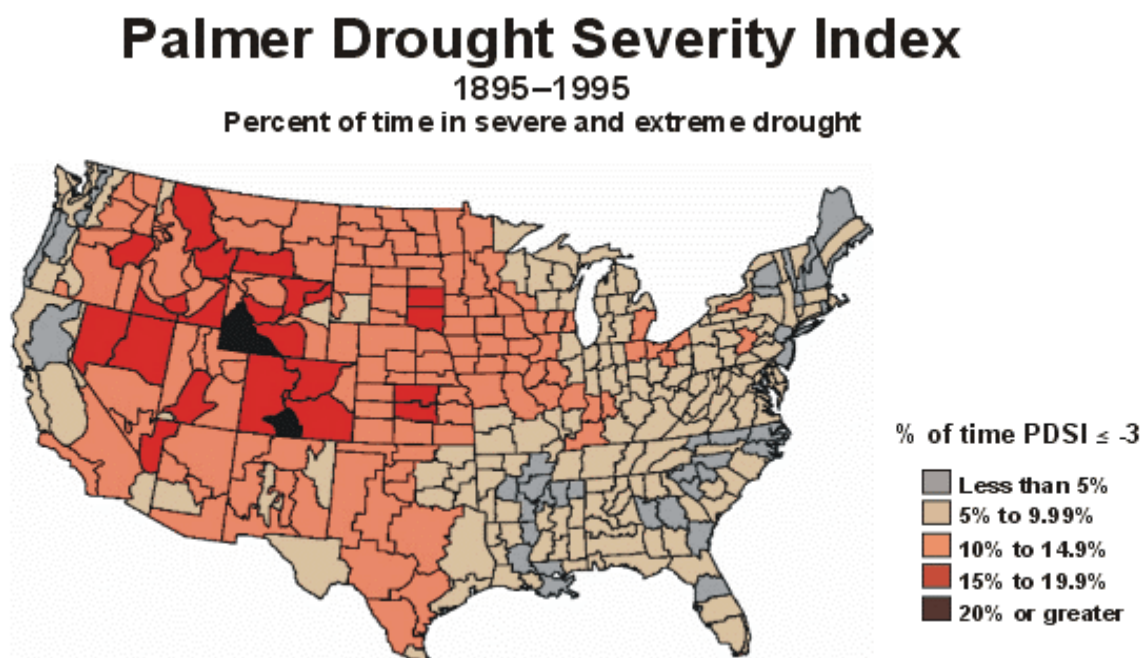 Palmer Drought Severity Index
1895–1995
Percent of time in severe and extreme drought
% of time PDSI ≤ -3
Less than 5%
5% to 9.99%
10% to 14.9%
15% to 19.9%
20% or greater